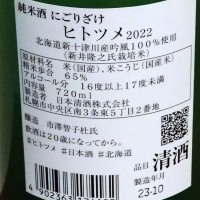 純米酒 にごりざけ
ヒトツメ2022
北海道新十津川産吟風100%使用
(新井隆之氏栽培米)
原材料名 米(国産)、米こうじ(国産米)
精米歩合 65%
アルコール分 16度以上17度未満
容量 720ml
製造者 日本清酒株式会社
札幌市中央区南3条東5丁目2番地
醸造 市澤智子杜氏
飲酒は20歳になってから。
#ヒトツメ #日本酒 #北海道
品目 清酒
製造年月
23·10